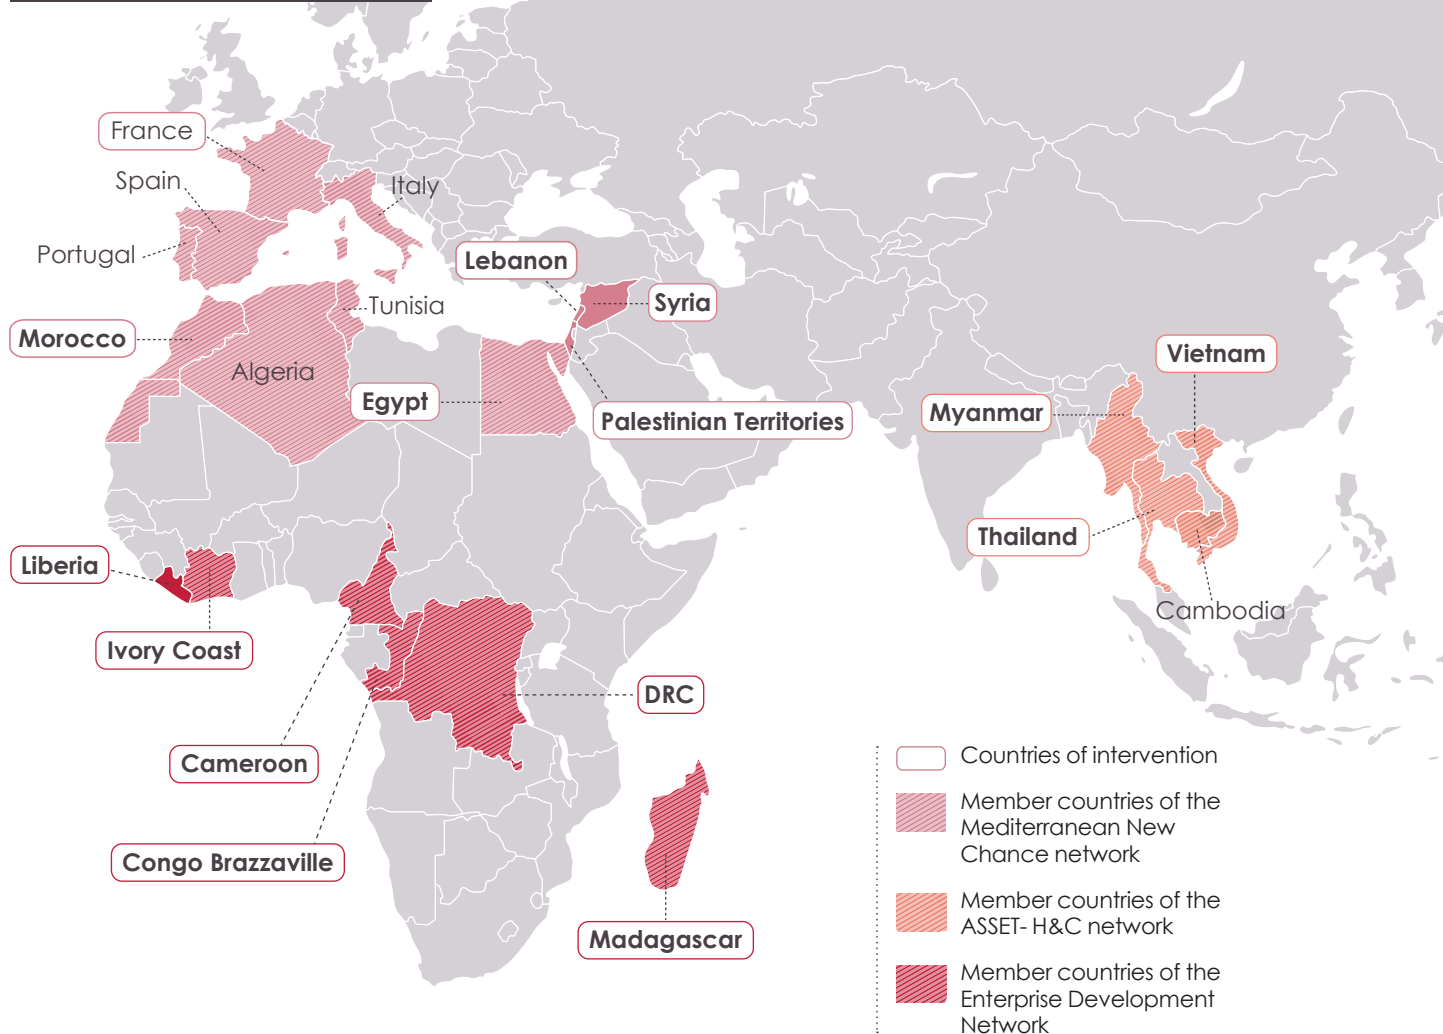 France
Spain
Italy
Portugal
Lebanon
Syria
Tunisia
Morocco
Algeria
Egypt
Palestinian Territories
Vietnam
Myanmar
Thailand
Cambodia
Liberia
Ivory Coast
DRC
Cameroon
Congo Brazzaville
Madagascar
Countries of intervention
Member countries of the
Mediterranean New
Chance network
Member countries of the
ASSET- H&C network
Member countries of the
Enterprise Development
Network